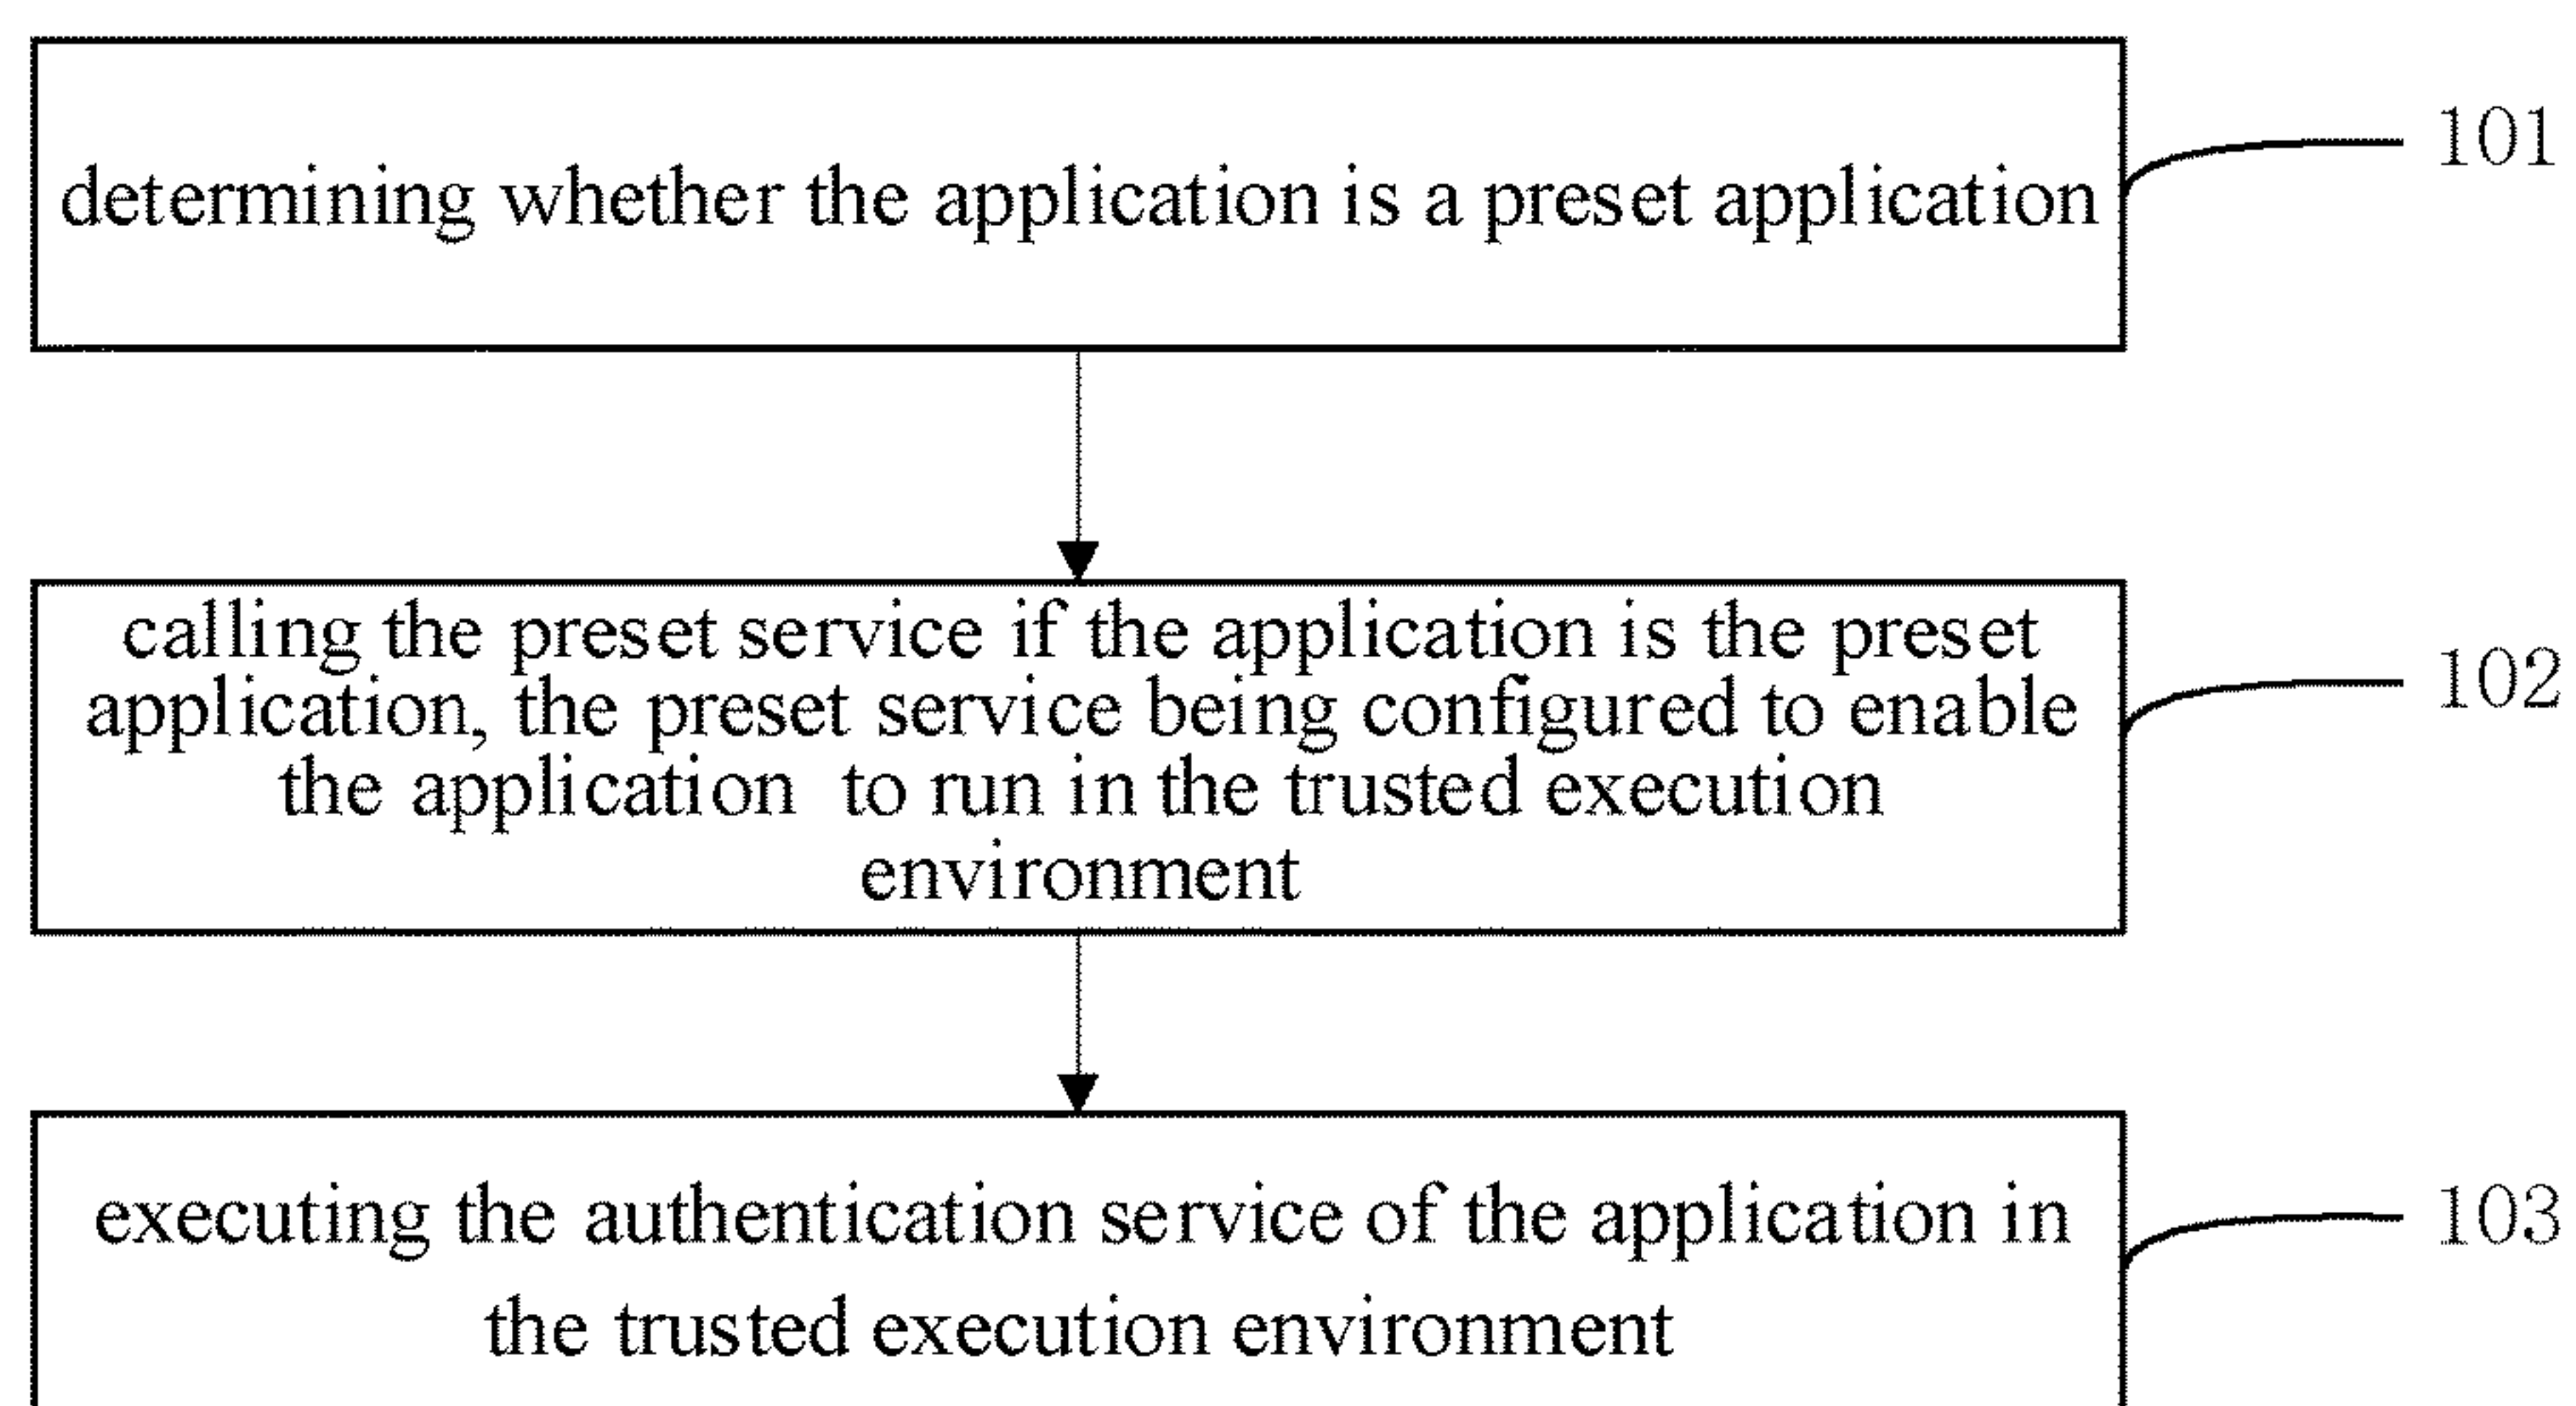 determining whether the application is a preset application
101
calling the preset service if the application is the preset
application, the preset service being configured to enable
the application to run in the trusted execution
environment
102
executing the authentication service of the application in
the trusted execution environment
103